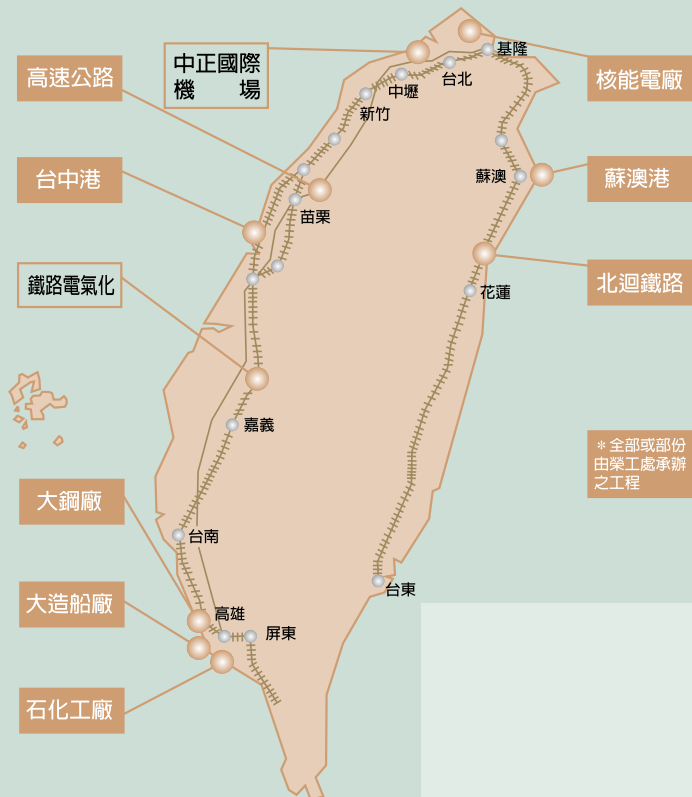 中正國際
機場
高速公路
台中港
鐵路電氣化
大鋼廠
大造船廠
石化工廠
核能電廠
蘇澳港
北迴鐵路
＊全部或部份
由榮工處承辦
之工程
基隆
台北
中壢
新竹
苗栗
蘇澳
花蓮
嘉義
台南
高雄
屏東
台東